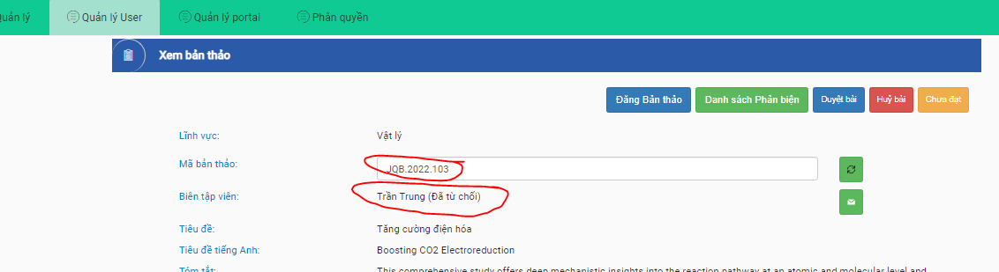 uản lý Quản lý User Quản lý portal Phân quyền
Xem bản thảo
Đăng Bản thảo Danh sách Phản biện Duyệt bài Huỷ bài Chưa đạt
Lĩnh vực: Vật lý
Mã bản thảo: JQB.2022.103
Biên tập viên: Trần Trung (Đã từ chối)
Tiêu đề: Tăng cường điện hóa
Tiêu đề tiếng Anh: Boosting CO2 Electroreduction
Tóm tắt: This comprehensive study offers deep mechanistic insights into the reaction pathway at an atomic and molecular level and